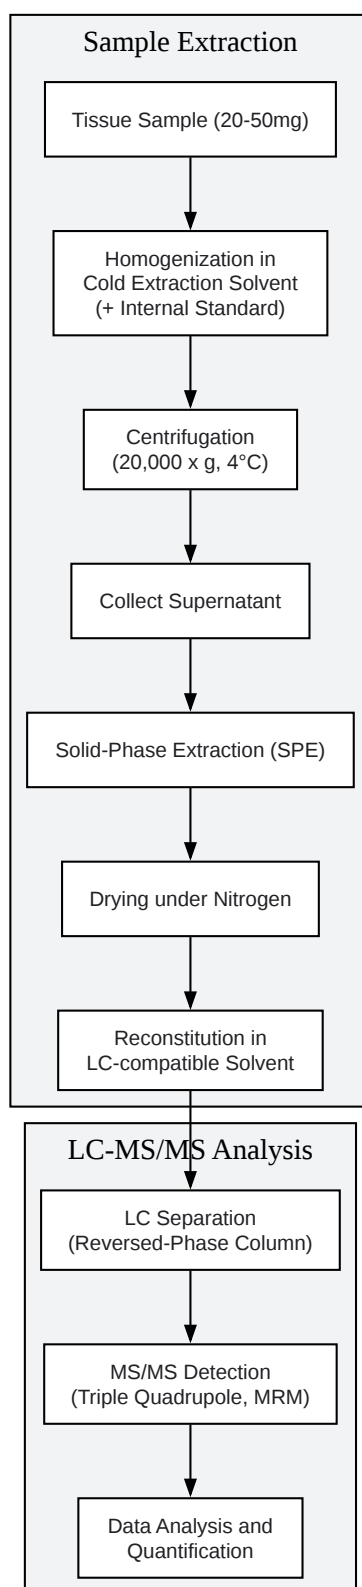 Sample Extraction
Tissue Sample (20-50mg)
Homogenization in
Cold Extraction Solvent
(+ Internal Standard)
Centrifugation
(20,000 x g, 4°C)
Collect Supernatant
Solid-Phase Extraction (SPE)
Drying under Nitrogen
Reconstitution in
LC-compatible Solvent
LC-MS/MS Analysis
LC Separation
(Reversed-Phase Column)
MS/MS Detection
(Triple Quadrupole, MRM)
Data Analysis and
Quantification